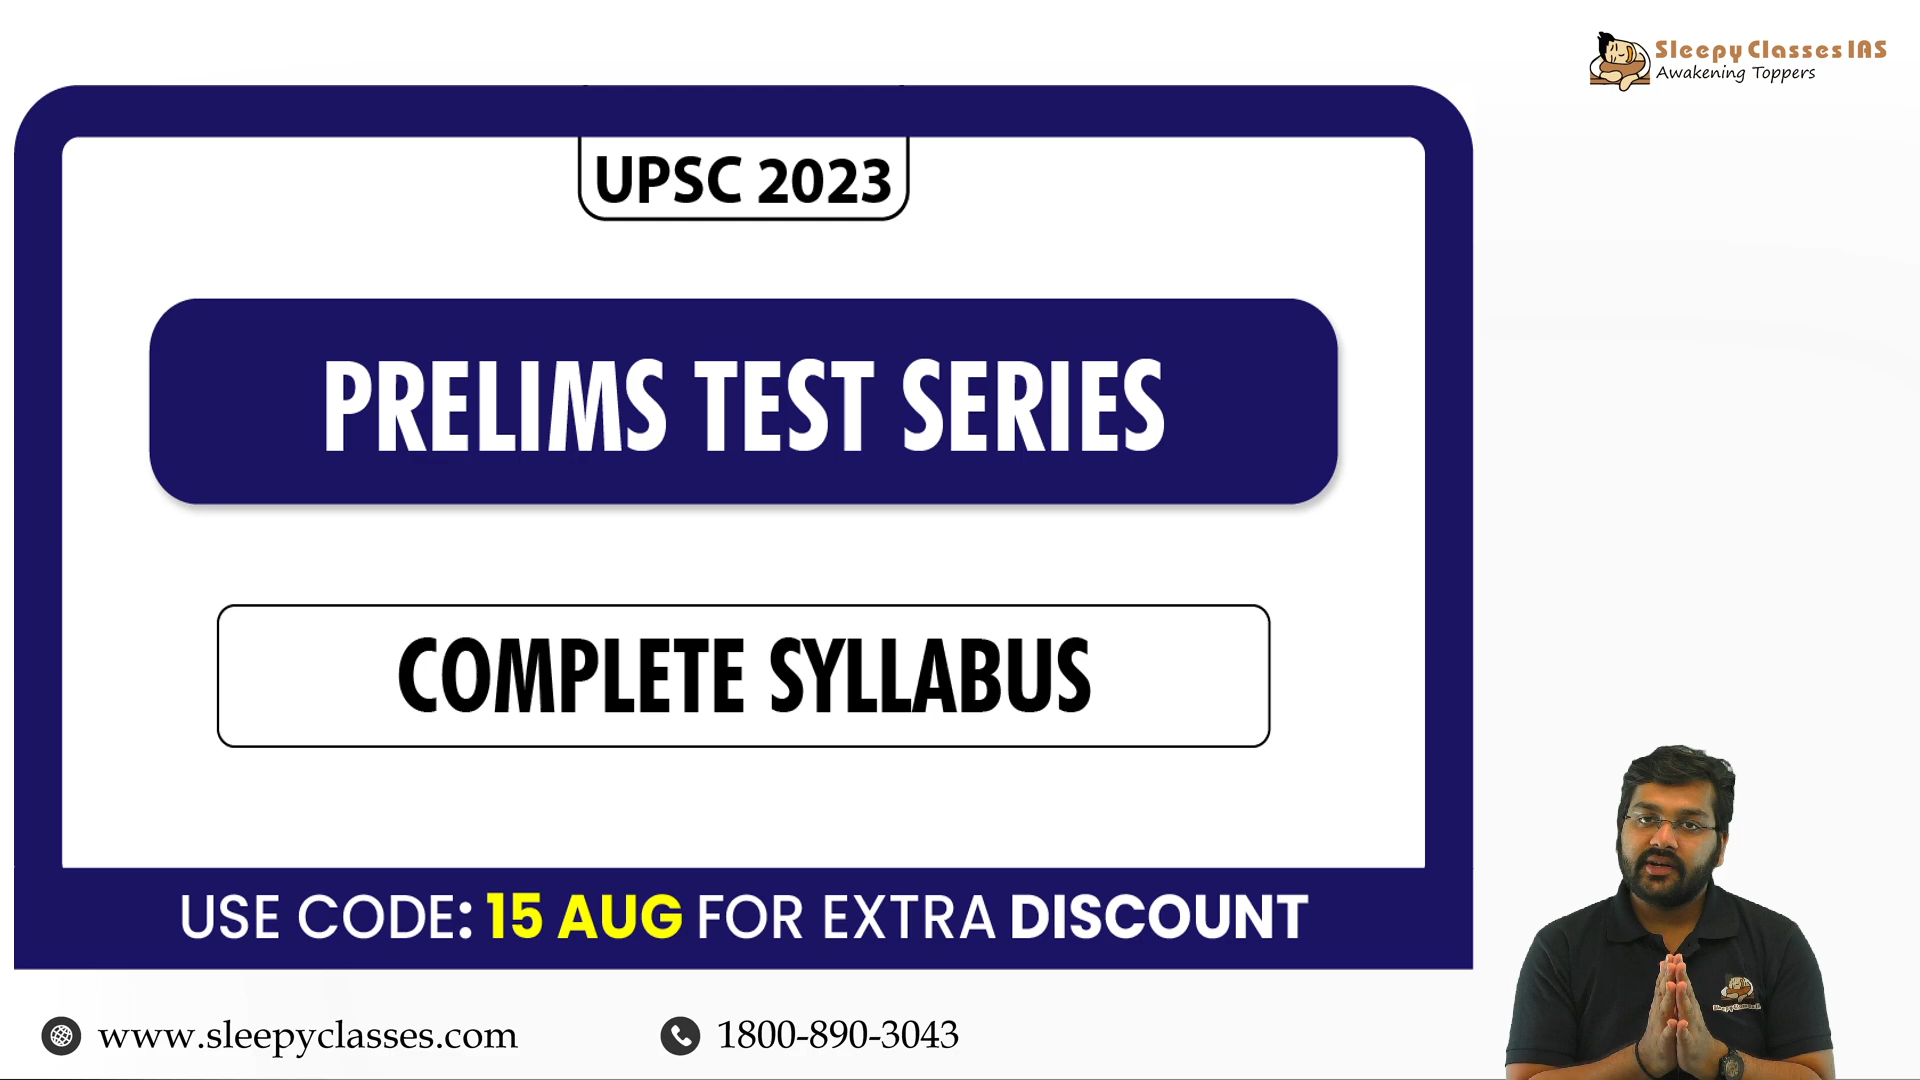 Sleepy Classes IAS
Awakening Toppers
UPSC 2023
PRELIMS TEST SERIES
COMPLETE SYLLABUS
USE CODE: 15 AUG FOR EXTRA DISCOUNT
www.sleepyclasses.com
1800-890-3043